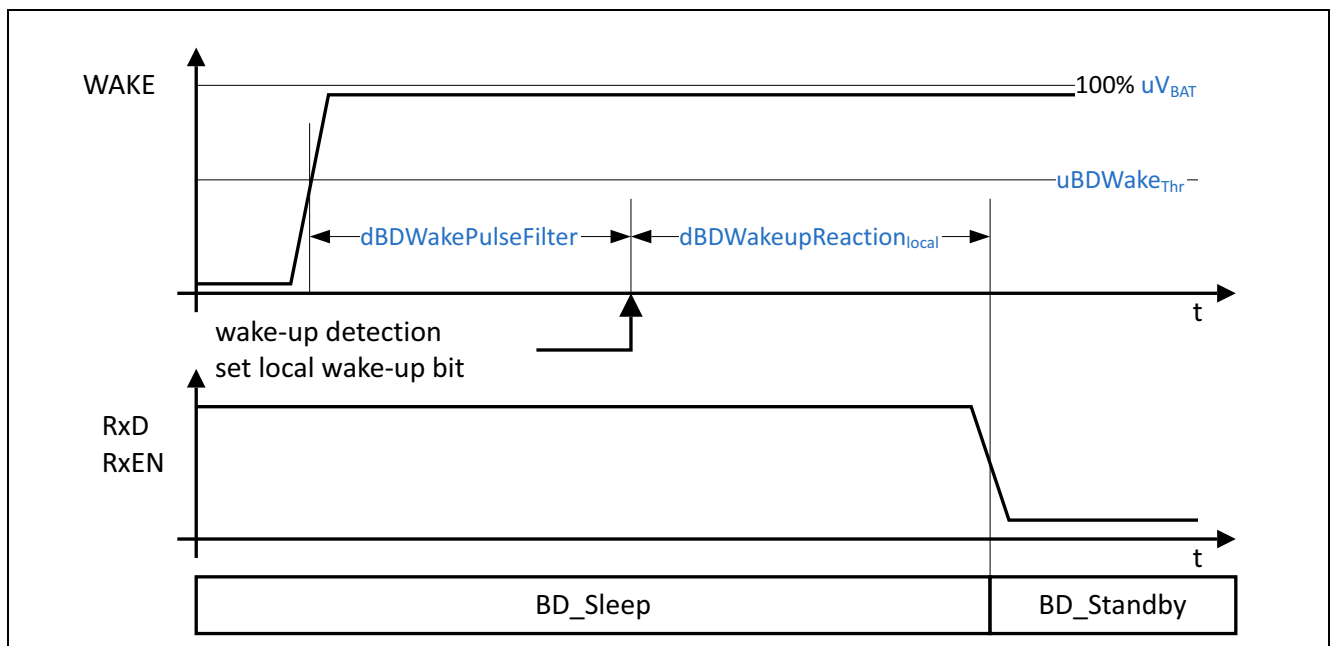 WAKE
100% uVBAT
uBDWakeThr
dBDWakePulseFilter
dBDWakeupReactionlocal
t
wake-up detection
set local wake-up bit
RxD
RxEN
t
BD_Sleep
BD_Standby